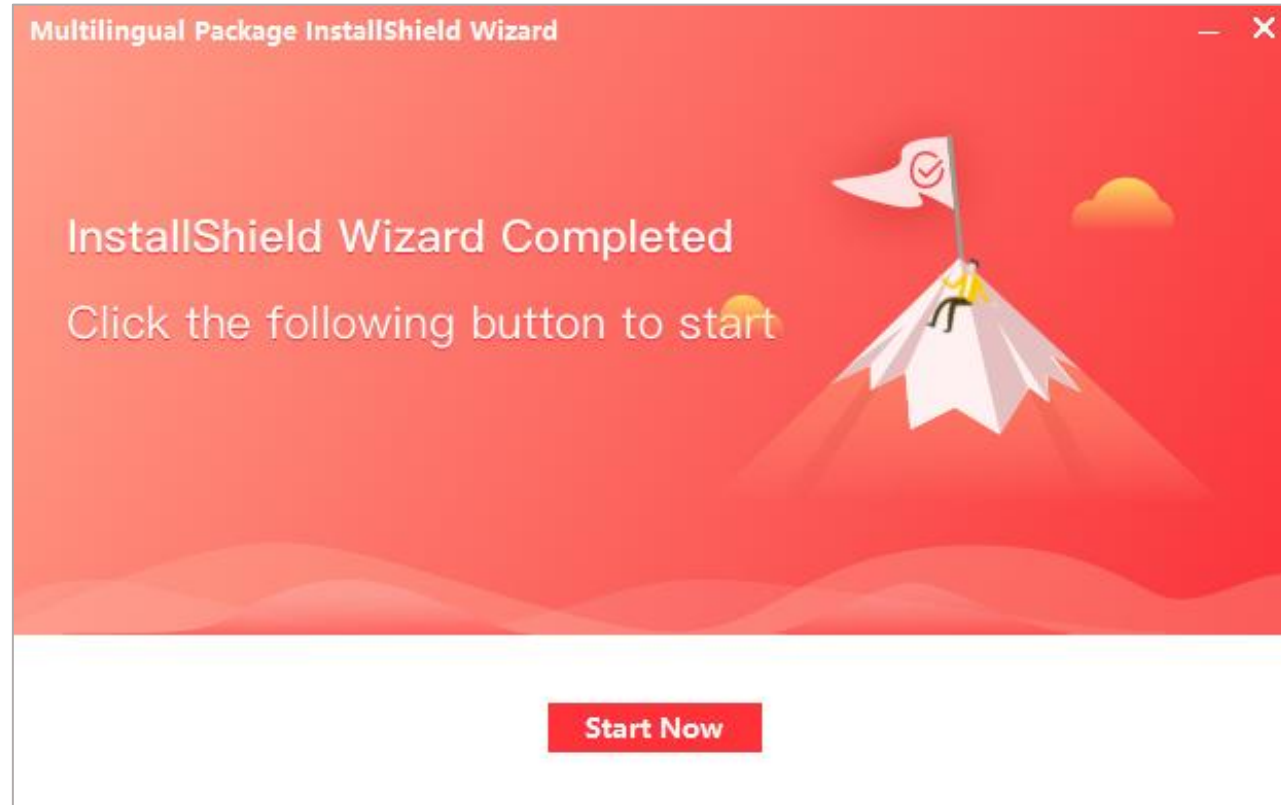 Multilingual Package InstallShield Wizard
InstallShield Wizard Completed
Click the following button to start
Start Now